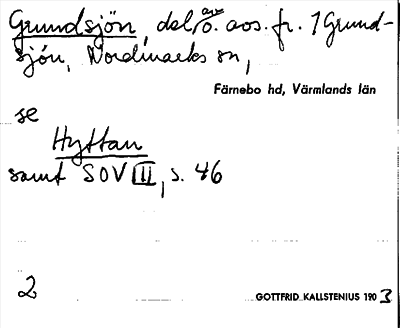 Grundsjön, del av o. aos. fr. 1 Grund-
sjön, Nordmarks sn,
Färnebo hd, Värmlands län
se
Hyttan
samt SOV III, s. 46
2
GOTTFRID KALLSTENIUS 1903